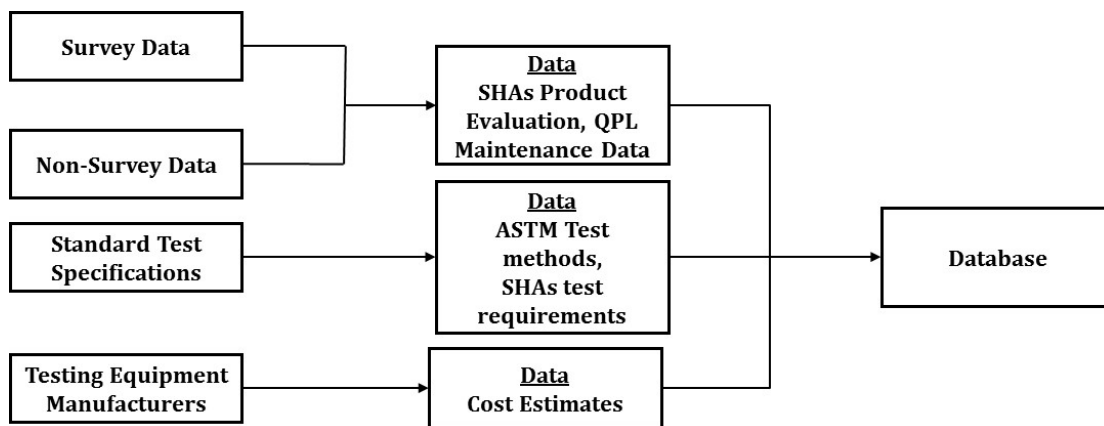 Survey Data
Non-Survey Data
Standard Test
Specifications
Testing Equipment
Manufacturers
Data
SHAs Product
Evaluation, QPL
Maintenance Data
Data
ASTM Test
methods,
SHAs test
requirements
Data
Cost Estimates
Database